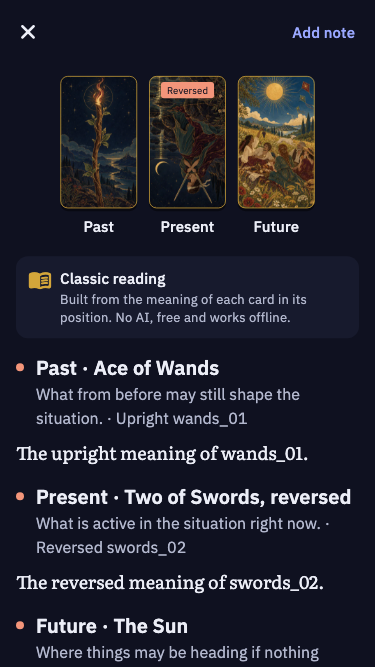 Add note
Reversed
Past
Present
Future
Classic reading
Built from the meaning of each card in its
position. No AI, free and works offline.
Past · Ace of Wands
What from before may still shape the
situation. · Upright wands_01
The upright meaning of wands_01.
Present · Two of Swords, reversed
What is active in the situation right now. ·
Reversed swords_02
The reversed meaning of swords_02.
Future · The Sun
Where things may be heading if nothing